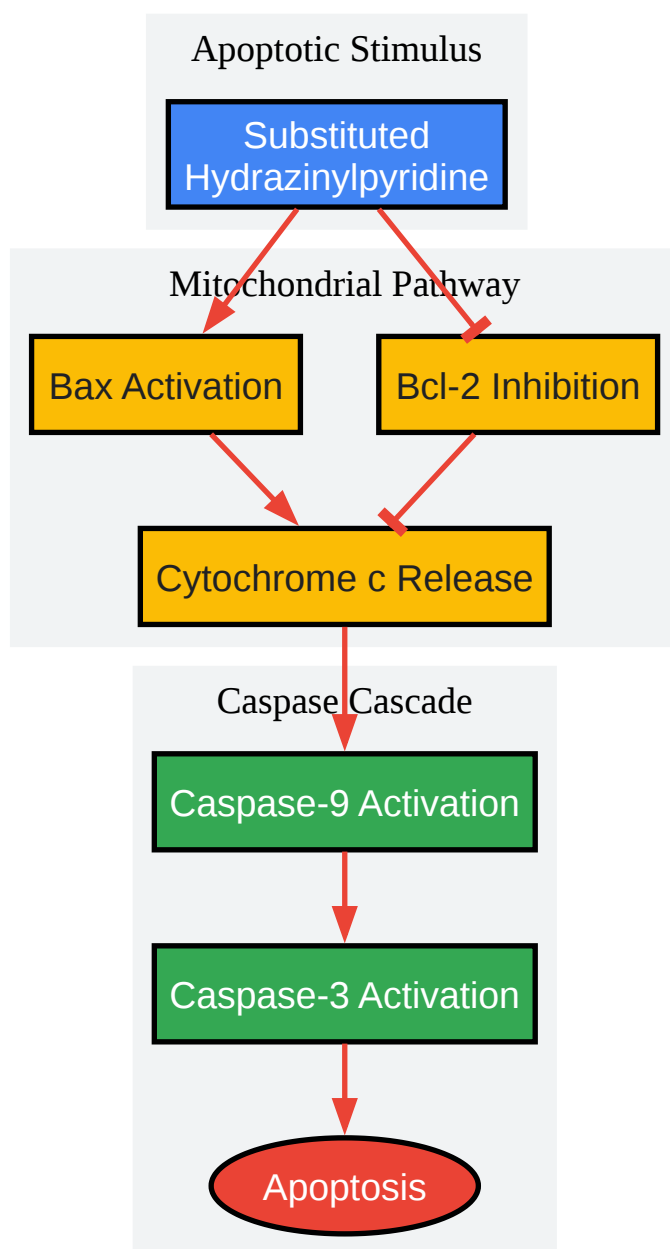 Apoptotic Stimulus
Substituted
Hydrazinylpyridine
Mitochondrial Pathway
Bax Activation
Bcl-2 Inhibition
Cytochrome c Release
Caspase Cascade
Caspase-9 Activation
Caspase-3 Activation
Apoptosis